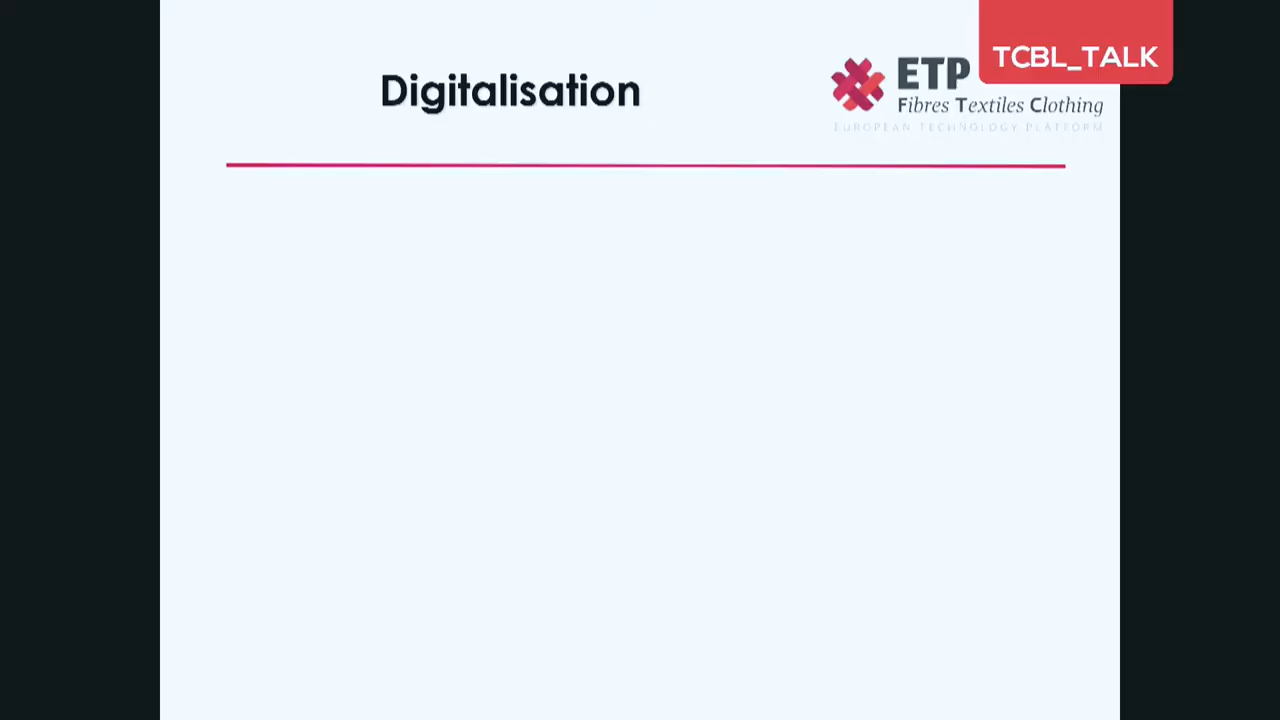 Digitalisation
ETP
Fibres Textiles Clothing
EUROPEAN TECHNOLOGY PLATFORM
TCBL_TALK